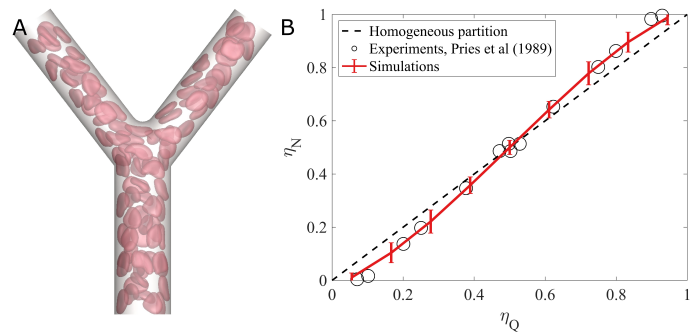 A
B
Homogeneous partition
Experiments, Pries et al (1989)
Simulations
η_N
1
0.8
0.6
0.4
0.2
0
0.2
0.4
0.6
0.8
1
η_Q